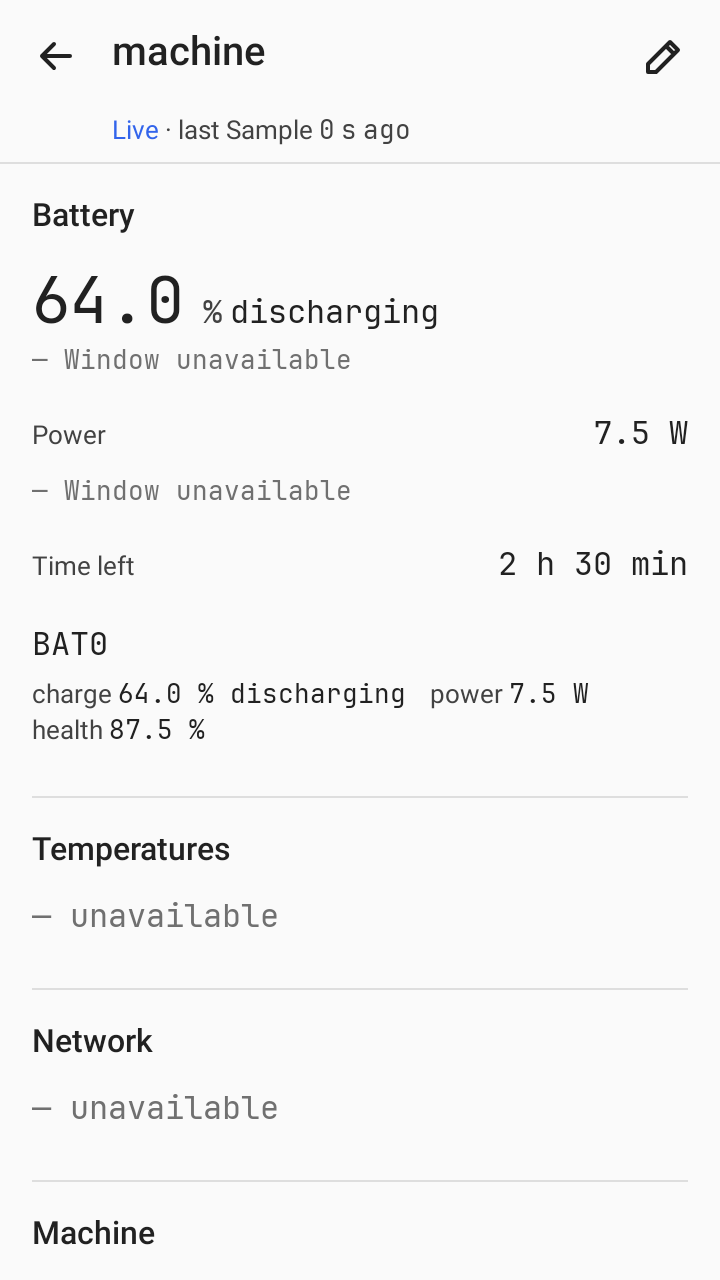 machine
Live · last Sample 0 s ago
Battery
64.0 % discharging
— Window unavailable
Power 7.5 W
— Window unavailable
Time left 2 h 30 min
BAT0
charge 64.0 % discharging power 7.5 W
health 87.5 %
Temperatures
— unavailable
Network
— unavailable
Machine